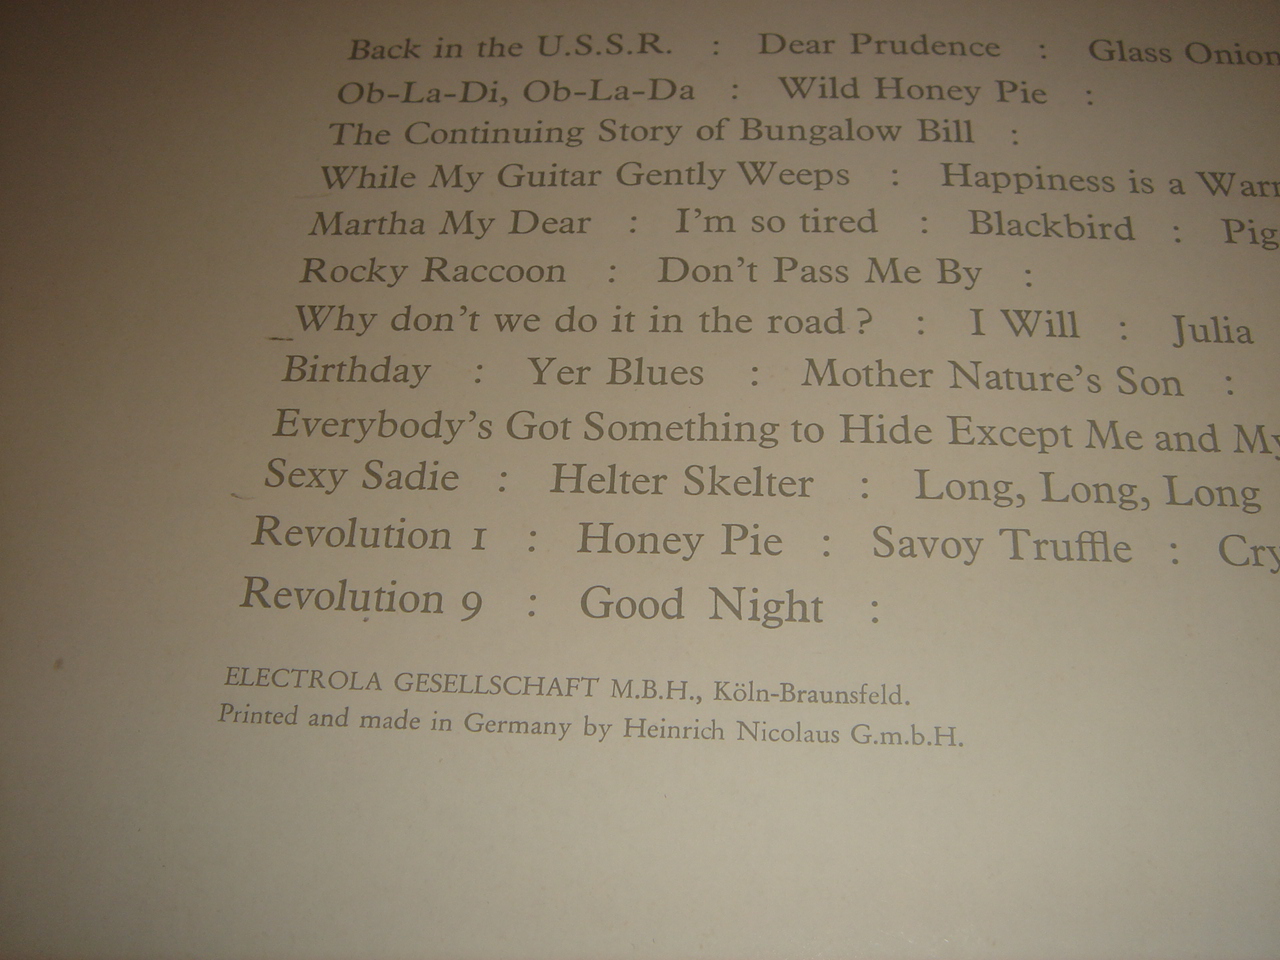 Back in the U.S.S.R. : Dear Prudence : Glass Onion
Ob-La-Di, Ob-La-Da : Wild Honey Pie :
The Continuing Story of Bungalow Bill :
While My Guitar Gently Weeps : Happiness is a
Martha My Dear : I'm so tired : Blackbird :
Rocky Raccoon : Don't Pass Me By :
Why don't we do it in the road? : I Will : Julia
Birthday : Yer Blues : Mother Nature's Son :
Everybody's Got Something to Hide Except Me and My
Sexy Sadie : Helter Skelter : Long, Long, Long
Revolution 1 : Honey Pie : Savoy Truffle :
Revolution 9 : Good Night :
ELECTROLA GESELLSCHAFT M.B.H., Köln-Braunsfeld.
Printed and made in Germany by Heinrich Nicolaus G.m.b.H.